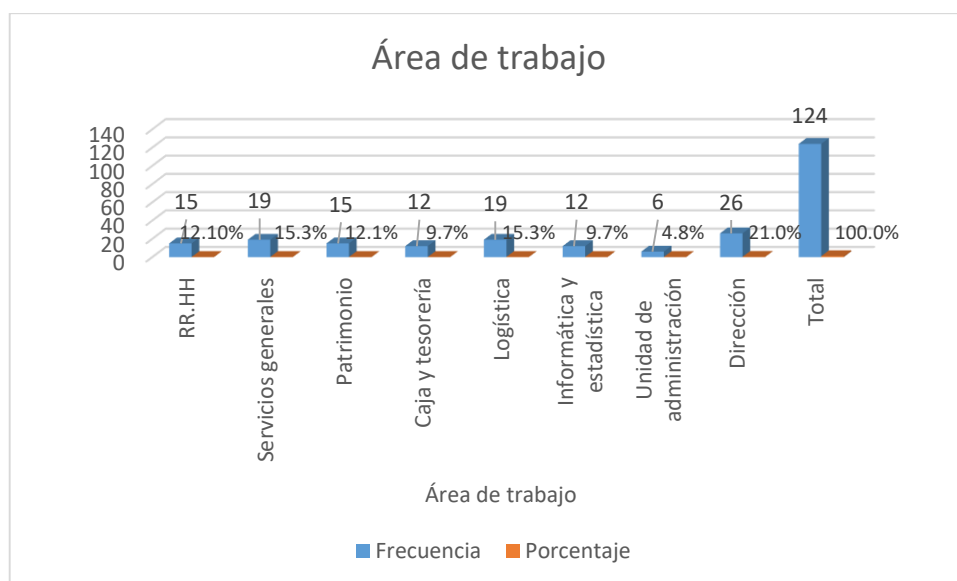 Área de trabajo
140
120
100
80
60
40
20
0
15 19 15 12 19 12 6 26 124
12.10% 15.3% 12.1% 9.7% 15.3% 9.7% 4.8% 21.0% 100.0%
RR.HH
Servicios generales
Patrimonio
Caja y tesorería
Logística
Informática y
estadística
Unidad de
administración
Dirección
Total
Área de trabajo
Frecuencia Porcentaje